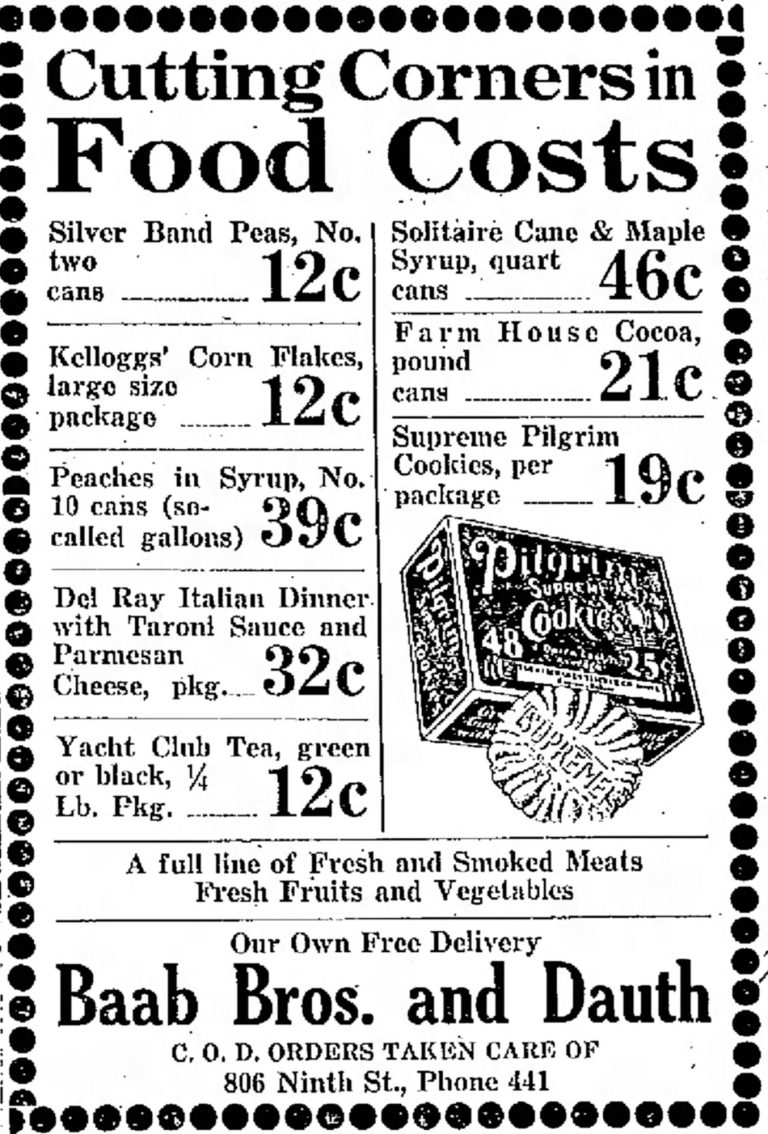 Cutting Corners in
Food Costs
Silver Band Peas, No.
two
cans 12c
Kelloggs' Corn Flakes,
large size
package 12c
Peaches in Syrup, No.
10 cans (so-
called gallons) 39c
Del Ray Italian Dinner
with Taroni Sauce and
Parmesan
Cheese, pkg. 32c
Yacht Club Tea, green
or black, ¼
Lb. Pkg. 12c
Solitaire Cane & Maple
Syrup, quart
cans 46c
Farm House Cocoa,
pound
cans 21c
Supreme Pilgrim
Cookies, per
package 19c
Pilgrim
Pilgrim
SUPREME
Cookies
48
25c
SUPREME
A full line of Fresh and Smoked Meats
Fresh Fruits and Vegetables
Our Own Free Delivery
Baab Bros. and Dauth
C. O. D. ORDERS TAKEN CARE OF
806 Ninth St., Phone 441